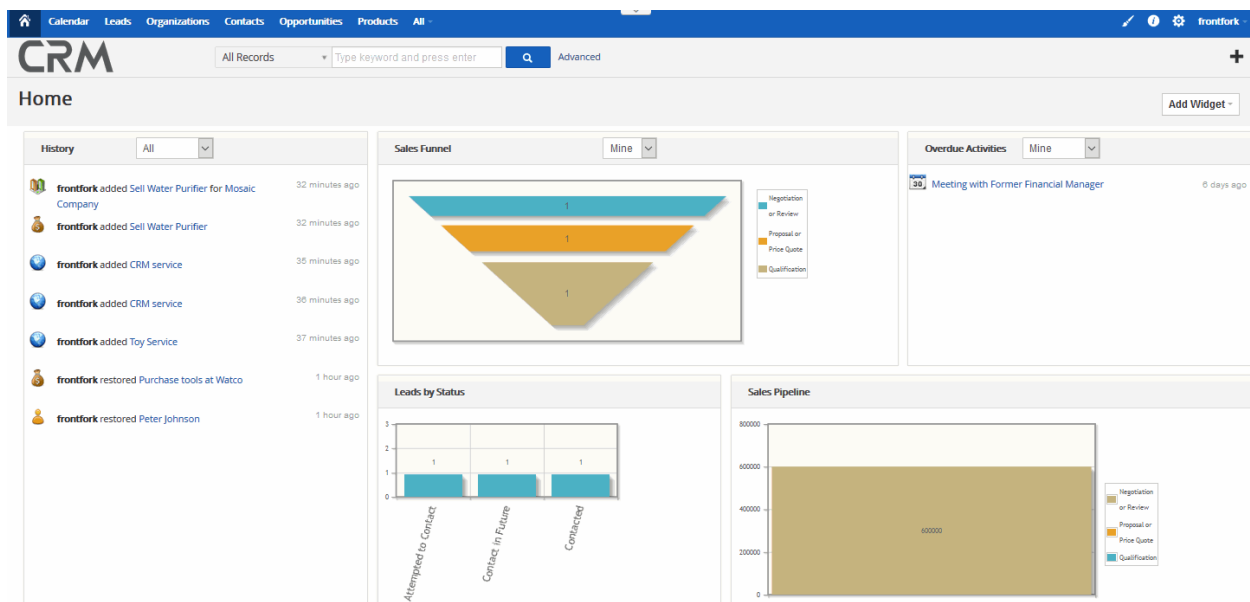 Calendar Leads Organizations Contacts Opportunities Products All
frontfork
CRM
All Records
Type keyword and press enter
Advanced
Home
Add Widget
History All
frontfork added Sell Water Purifier for Mosaic
Company
32 minutes ago
frontfork added Sell Water Purifier
32 minutes ago
frontfork added CRM service
35 minutes ago
frontfork added CRM service
36 minutes ago
frontfork added Toy Service
37 minutes ago
frontfork restored Purchase tools at Watco
1 hour ago
frontfork restored Peter Johnson
1 hour ago
Sales Funnel Mine
1
1
1
Negotiation
or Review
Proposal or
Price Quote
Qualification
Overdue Activities Mine
30 Meeting with Former Financial Manager
6 days ago
Leads by Status
3
2
1
0
1 1 1
Attempted to Contact
Contact in Future
Contacted
Sales Pipeline
800000
600000
400000
200000
0
600000
Negotiation
or Review
Proposal or
Price Quote
Qualification